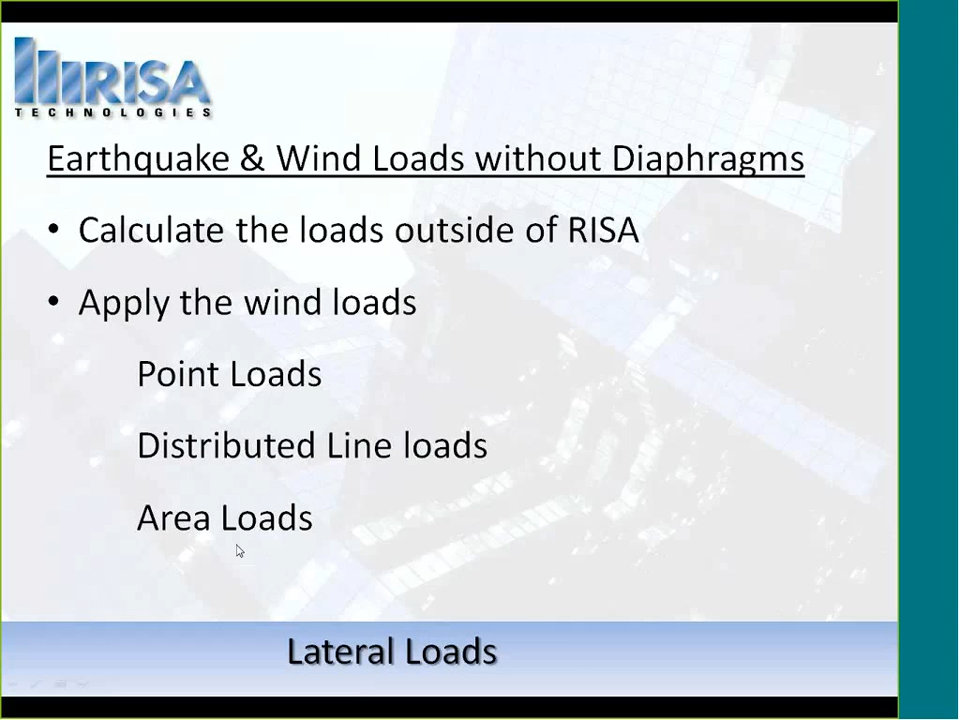 RISA
TECHNOLOGIES
Earthquake & Wind Loads without Diaphragms
• Calculate the loads outside of RISA
• Apply the wind loads
Point Loads
Distributed Line loads
Area Loads
Lateral Loads